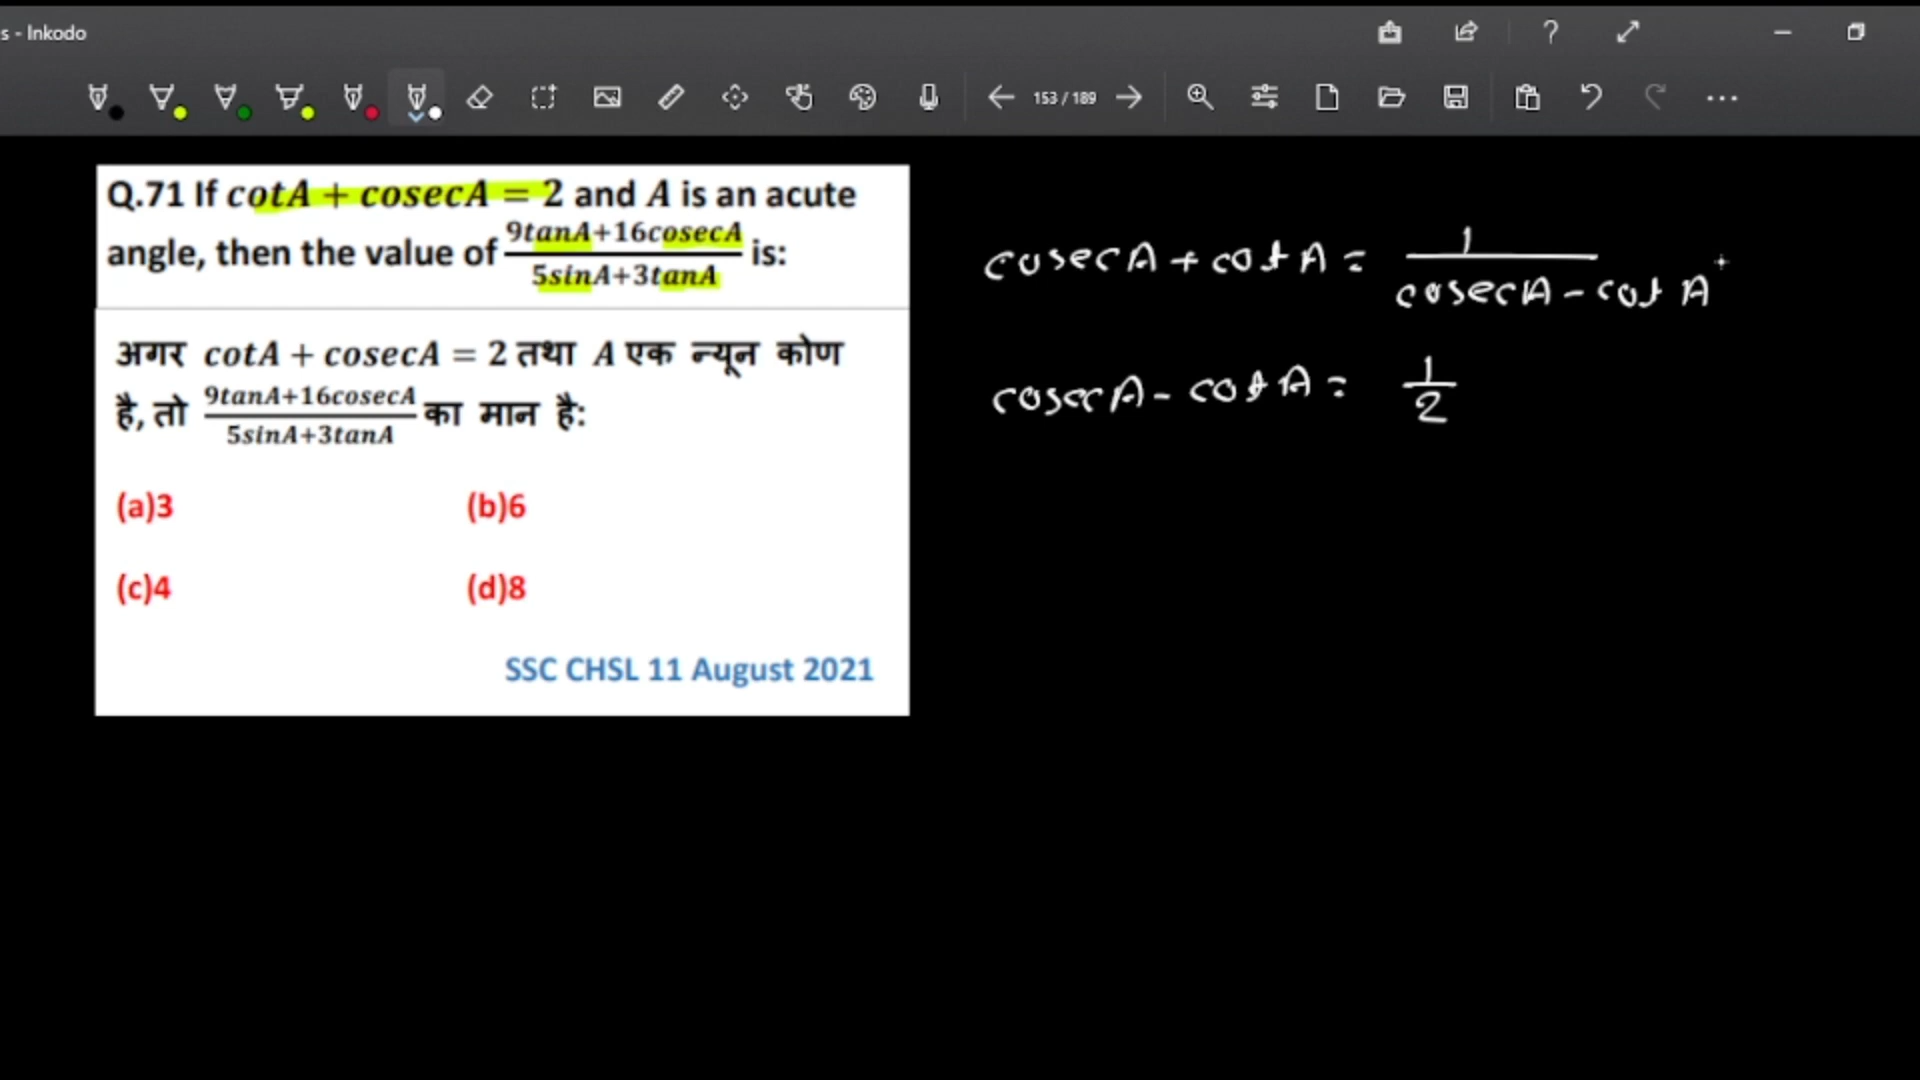 s - Inkodo
153 / 189
Q.71 If cotA + cosecA = 2 and A is an acute
angle, then the value of 9tanA+16cosecA / 5sinA+3tanA is:
अगर cotA + cosecA = 2 तथा A एक न्यून कोण
है, तो 9tanA+16cosecA / 5sinA+3tanA का मान है:
(a)3 (b)6
(c)4 (d)8
SSC CHSL 11 August 2021
cosecA + cot A = 1 / cosecA - cot A
cosecA - cot A = 1 / 2